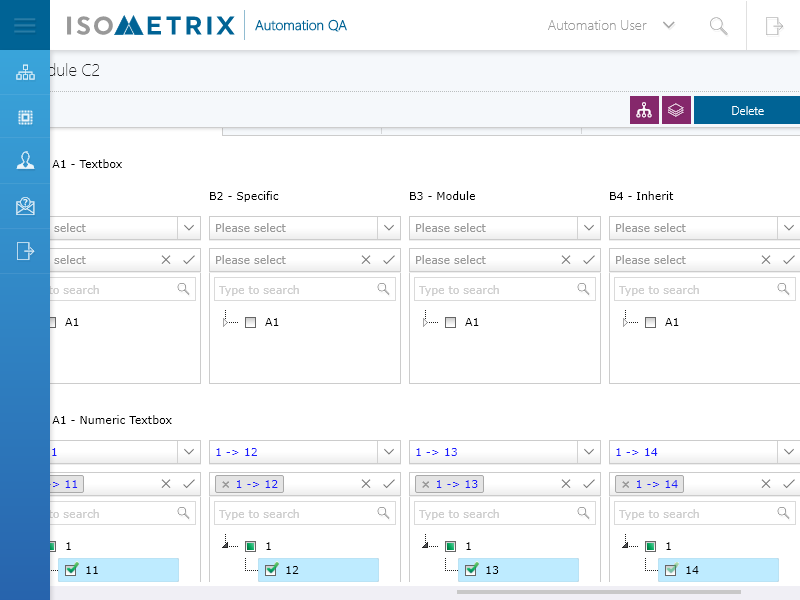 ISOMETRIX Automation QA Automation User
dule C2
Delete
A1 - Textbox
B2 - Specific B3 - Module B4 - Inherit
select Please select Please select Please select
select Please select Please select Please select
to search Type to search Type to search Type to search
A1 A1 A1 A1
A1 - Numeric Textbox
1 1 -> 12 1 -> 13 1 -> 14
-> 11 1 -> 12 1 -> 13 1 -> 14
to search Type to search Type to search Type to search
1 1 1 1
11 12 13 14